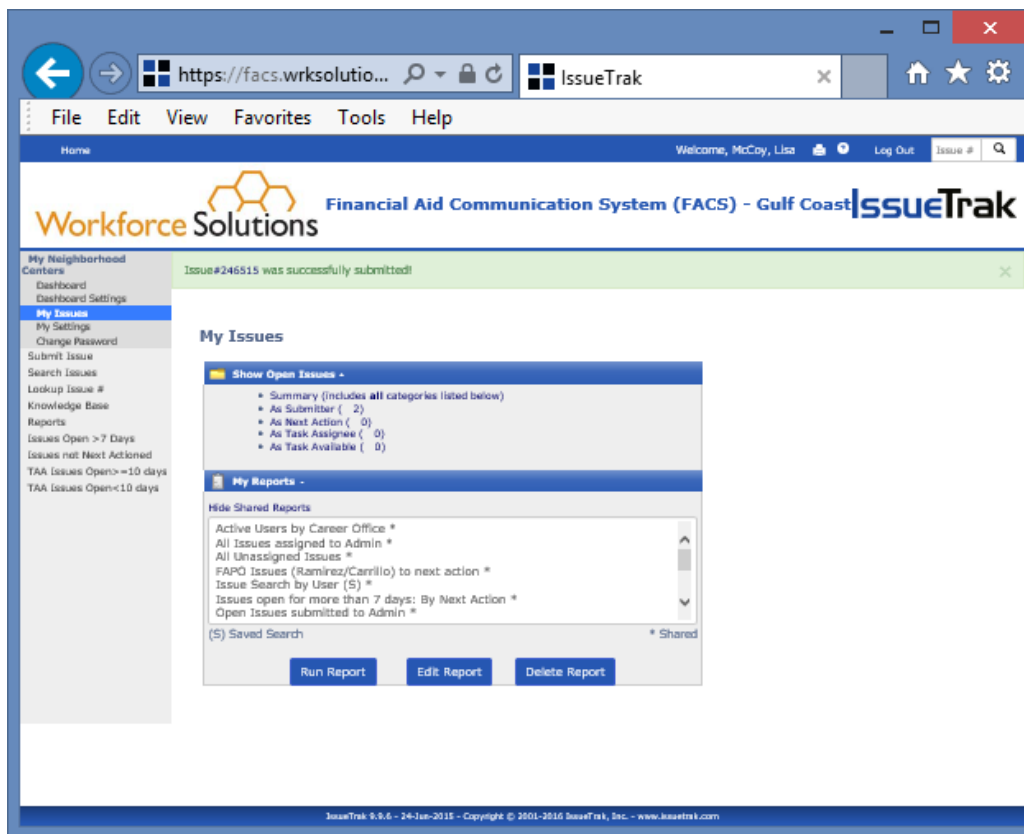 https://facs.wrksolutio...
IssueTrak
File Edit View Favorites Tools Help
Home
Welcome, McCoy, Lisa
Log Out
Issue #
Workforce Solutions
Financial Aid Communication System (FACS) - Gulf Coast
IssueTrak
My Neighborhood
Centers
Dashboard
Dashboard Settings
My Issues
My Settings
Change Password
Submit Issue
Search Issues
Lookup Issue #
Knowledge Base
Reports
Issues Open >7 Days
Issues not Next Actioned
TAA Issues Open>=10 days
TAA Issues Open<10 days
Issue#246515 was successfully submitted!
My Issues
Show Open Issues -
• Summary (includes all categories listed below)
• As Submitter ( 2)
• As Next Action ( 0)
• As Task Assignee ( 0)
• As Task Available ( 0)
My Reports -
Hide Shared Reports
Active Users by Career Office *
All Issues assigned to Admin *
All Unassigned Issues *
FAPO Issues (Ramirez/Carrillo) to next action *
Issue Search by User (S) *
Issues open for more than 7 days: By Next Action *
Open Issues submitted to Admin *
(S) Saved Search
* Shared
Run Report
Edit Report
Delete Report
IssueTrak 9.9.6 - 24-Jun-2015 - Copyright © 2001-2016 IssueTrak, Inc. - www.issuetrak.com